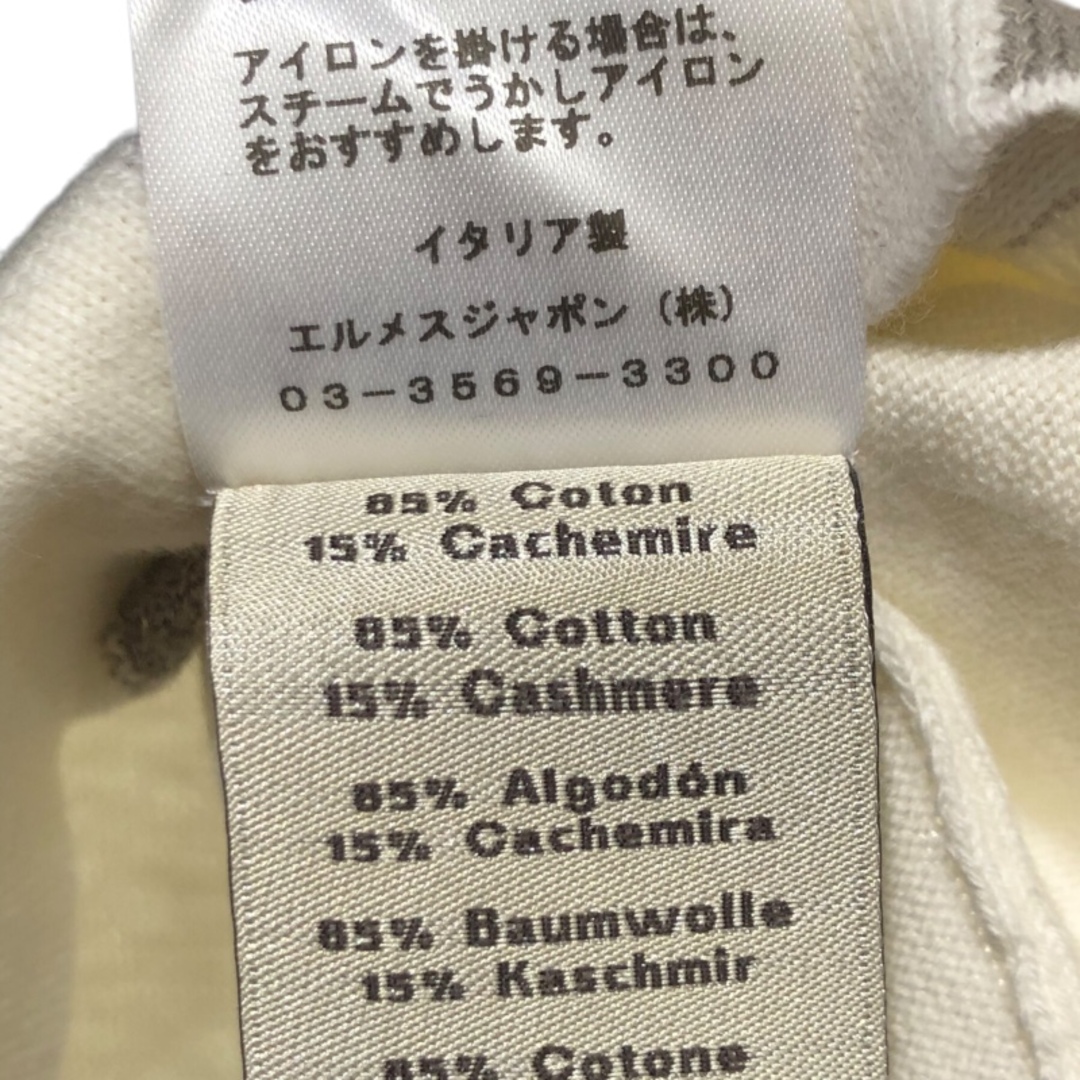 アイロンを掛ける場合は、
スチームでうかしアイロン
をおすすめします。
イタリア製
エルメスジャポン（株）
03-3569-3300
85% Coton
15% Cachemire
85% Cotton
15% Cashmere
85% Algodón
15% Cachemira
85% Baumwolle
15% Kaschmir
85% Cotone